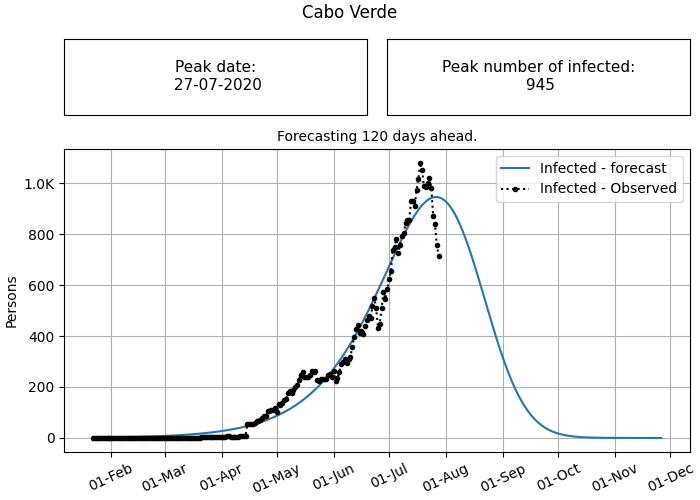 Cabo Verde
Peak date:
27-07-2020
Peak number of infected:
945
Forecasting 120 days ahead.
Infected - forecast
Infected - Observed
Persons
1.0K
800
600
400
200
0
01-Feb
01-Mar
01-Apr
01-May
01-Jun
01-Jul
01-Aug
01-Sep
01-Oct
01-Nov
01-Dec